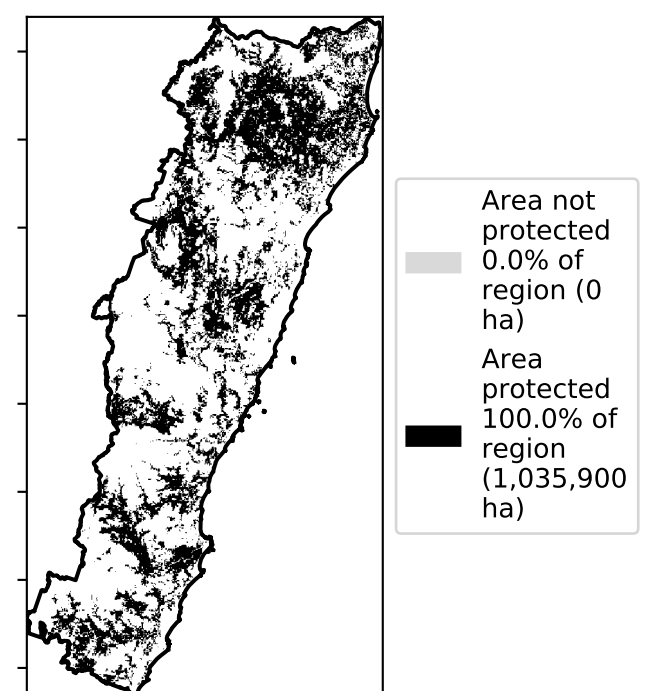 Area not
protected
0.0% of
region (0
ha)
Area
protected
100.0% of
region
(1,035,900
ha)